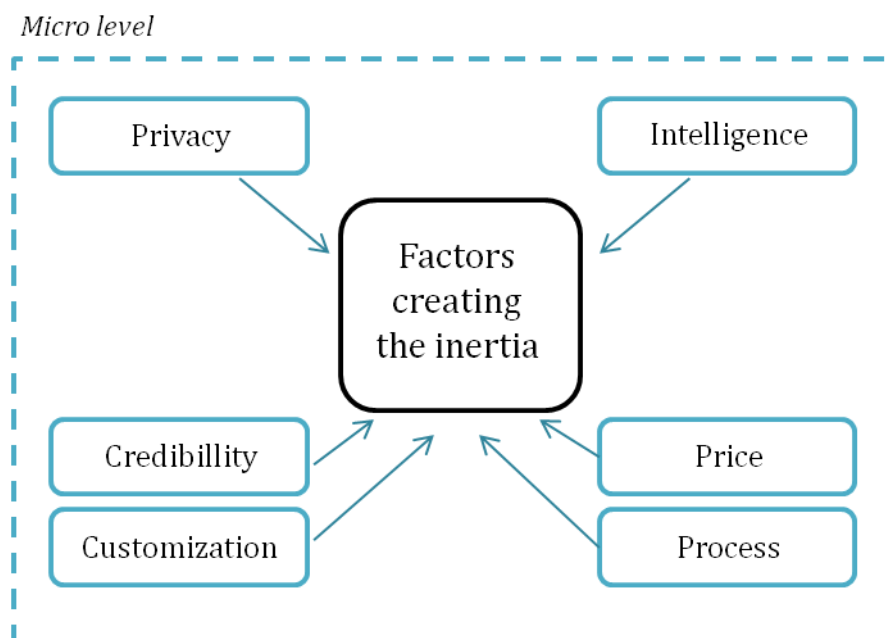 Micro level
Privacy
Intelligence
Factors
creating
the inertia
Credibillity
Price
Customization
Process